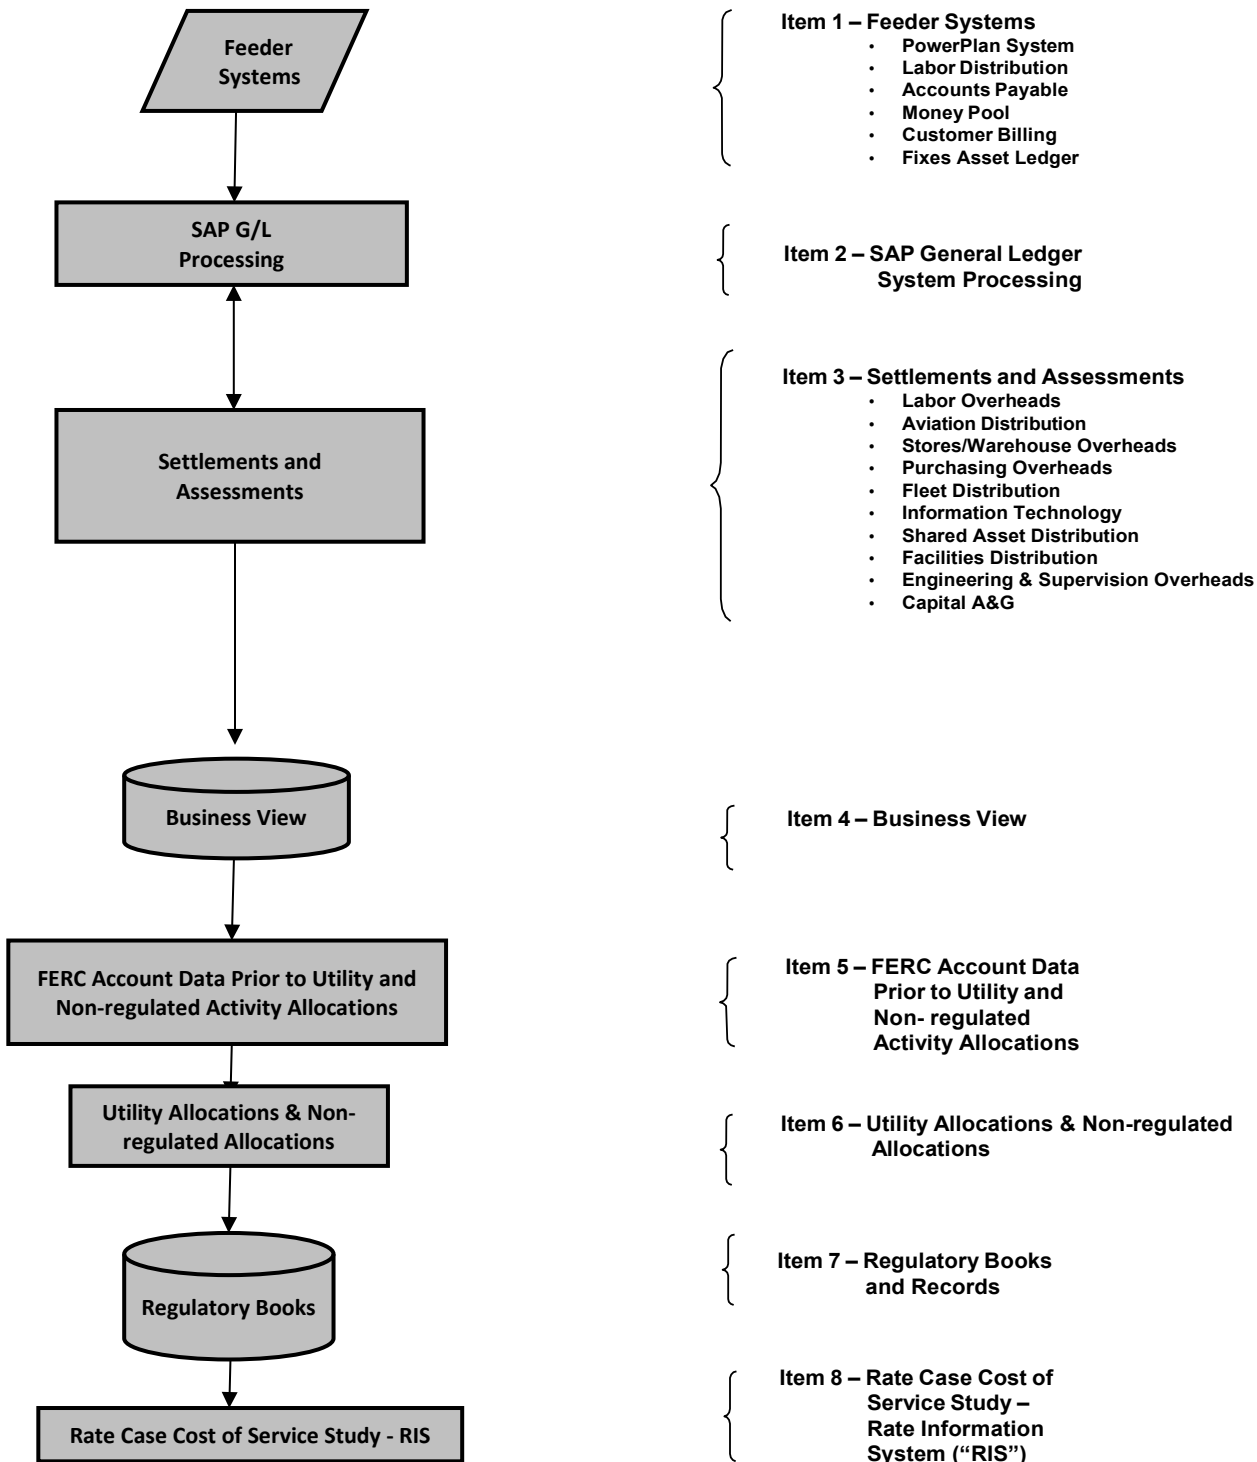 Feeder
Systems
Item 1 – Feeder Systems
• PowerPlan System
• Labor Distribution
• Accounts Payable
• Money Pool
• Customer Billing
• Fixes Asset Ledger
SAP G/L
Processing
Item 2 – SAP General Ledger
System Processing
Settlements and
Assessments
Item 3 – Settlements and Assessments
• Labor Overheads
• Aviation Distribution
• Stores/Warehouse Overheads
• Purchasing Overheads
• Fleet Distribution
• Information Technology
• Shared Asset Distribution
• Facilities Distribution
• Engineering & Supervision Overheads
• Capital A&G
Business View
Item 4 – Business View
FERC Account Data Prior to Utility and
Non-regulated Activity Allocations
Item 5 – FERC Account Data
Prior to Utility and
Non- regulated
Activity Allocations
Utility Allocations & Non-
regulated Allocations
Item 6 – Utility Allocations & Non-regulated
Allocations
Regulatory Books
Item 7 – Regulatory Books
and Records
Rate Case Cost of Service Study - RIS
Item 8 – Rate Case Cost of
Service Study –
Rate Information
System (“RIS”)